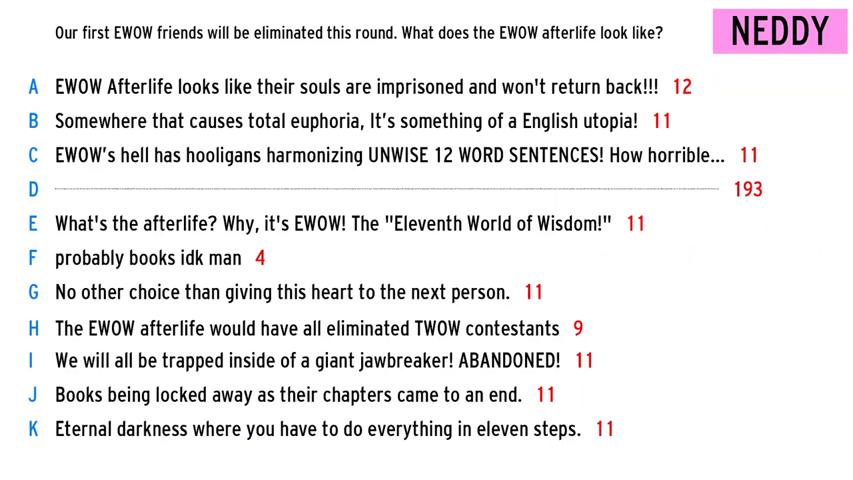 Our first EWOW friends will be eliminated this round. What does the EWOW afterlife look like?
NEDDY
A EWOW Afterlife looks like their souls are imprisoned and won't return back!!! 12
B Somewhere that causes total euphoria, It's something of a English utopia! 11
C EWOW's hell has hooligans harmonizing UNWISE 12 WORD SENTENCES! How horrible... 11
D 193
E What's the afterlife? Why, it's EWOW! The "Eleventh World of Wisdom!" 11
F probably books idk man 4
G No other choice than giving this heart to the next person. 11
H The EWOW afterlife would have all eliminated TWOW contestants 9
I We will all be trapped inside of a giant jawbreaker! ABANDONED! 11
J Books being locked away as their chapters came to an end. 11
K Eternal darkness where you have to do everything in eleven steps. 11